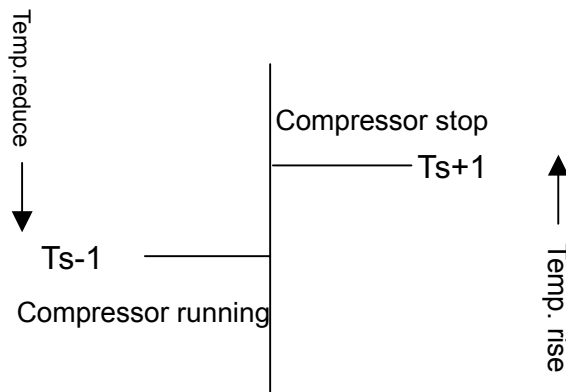 Temp.reduce
Compressor stop
Ts+1
Ts-1
Compressor running
Temp. rise